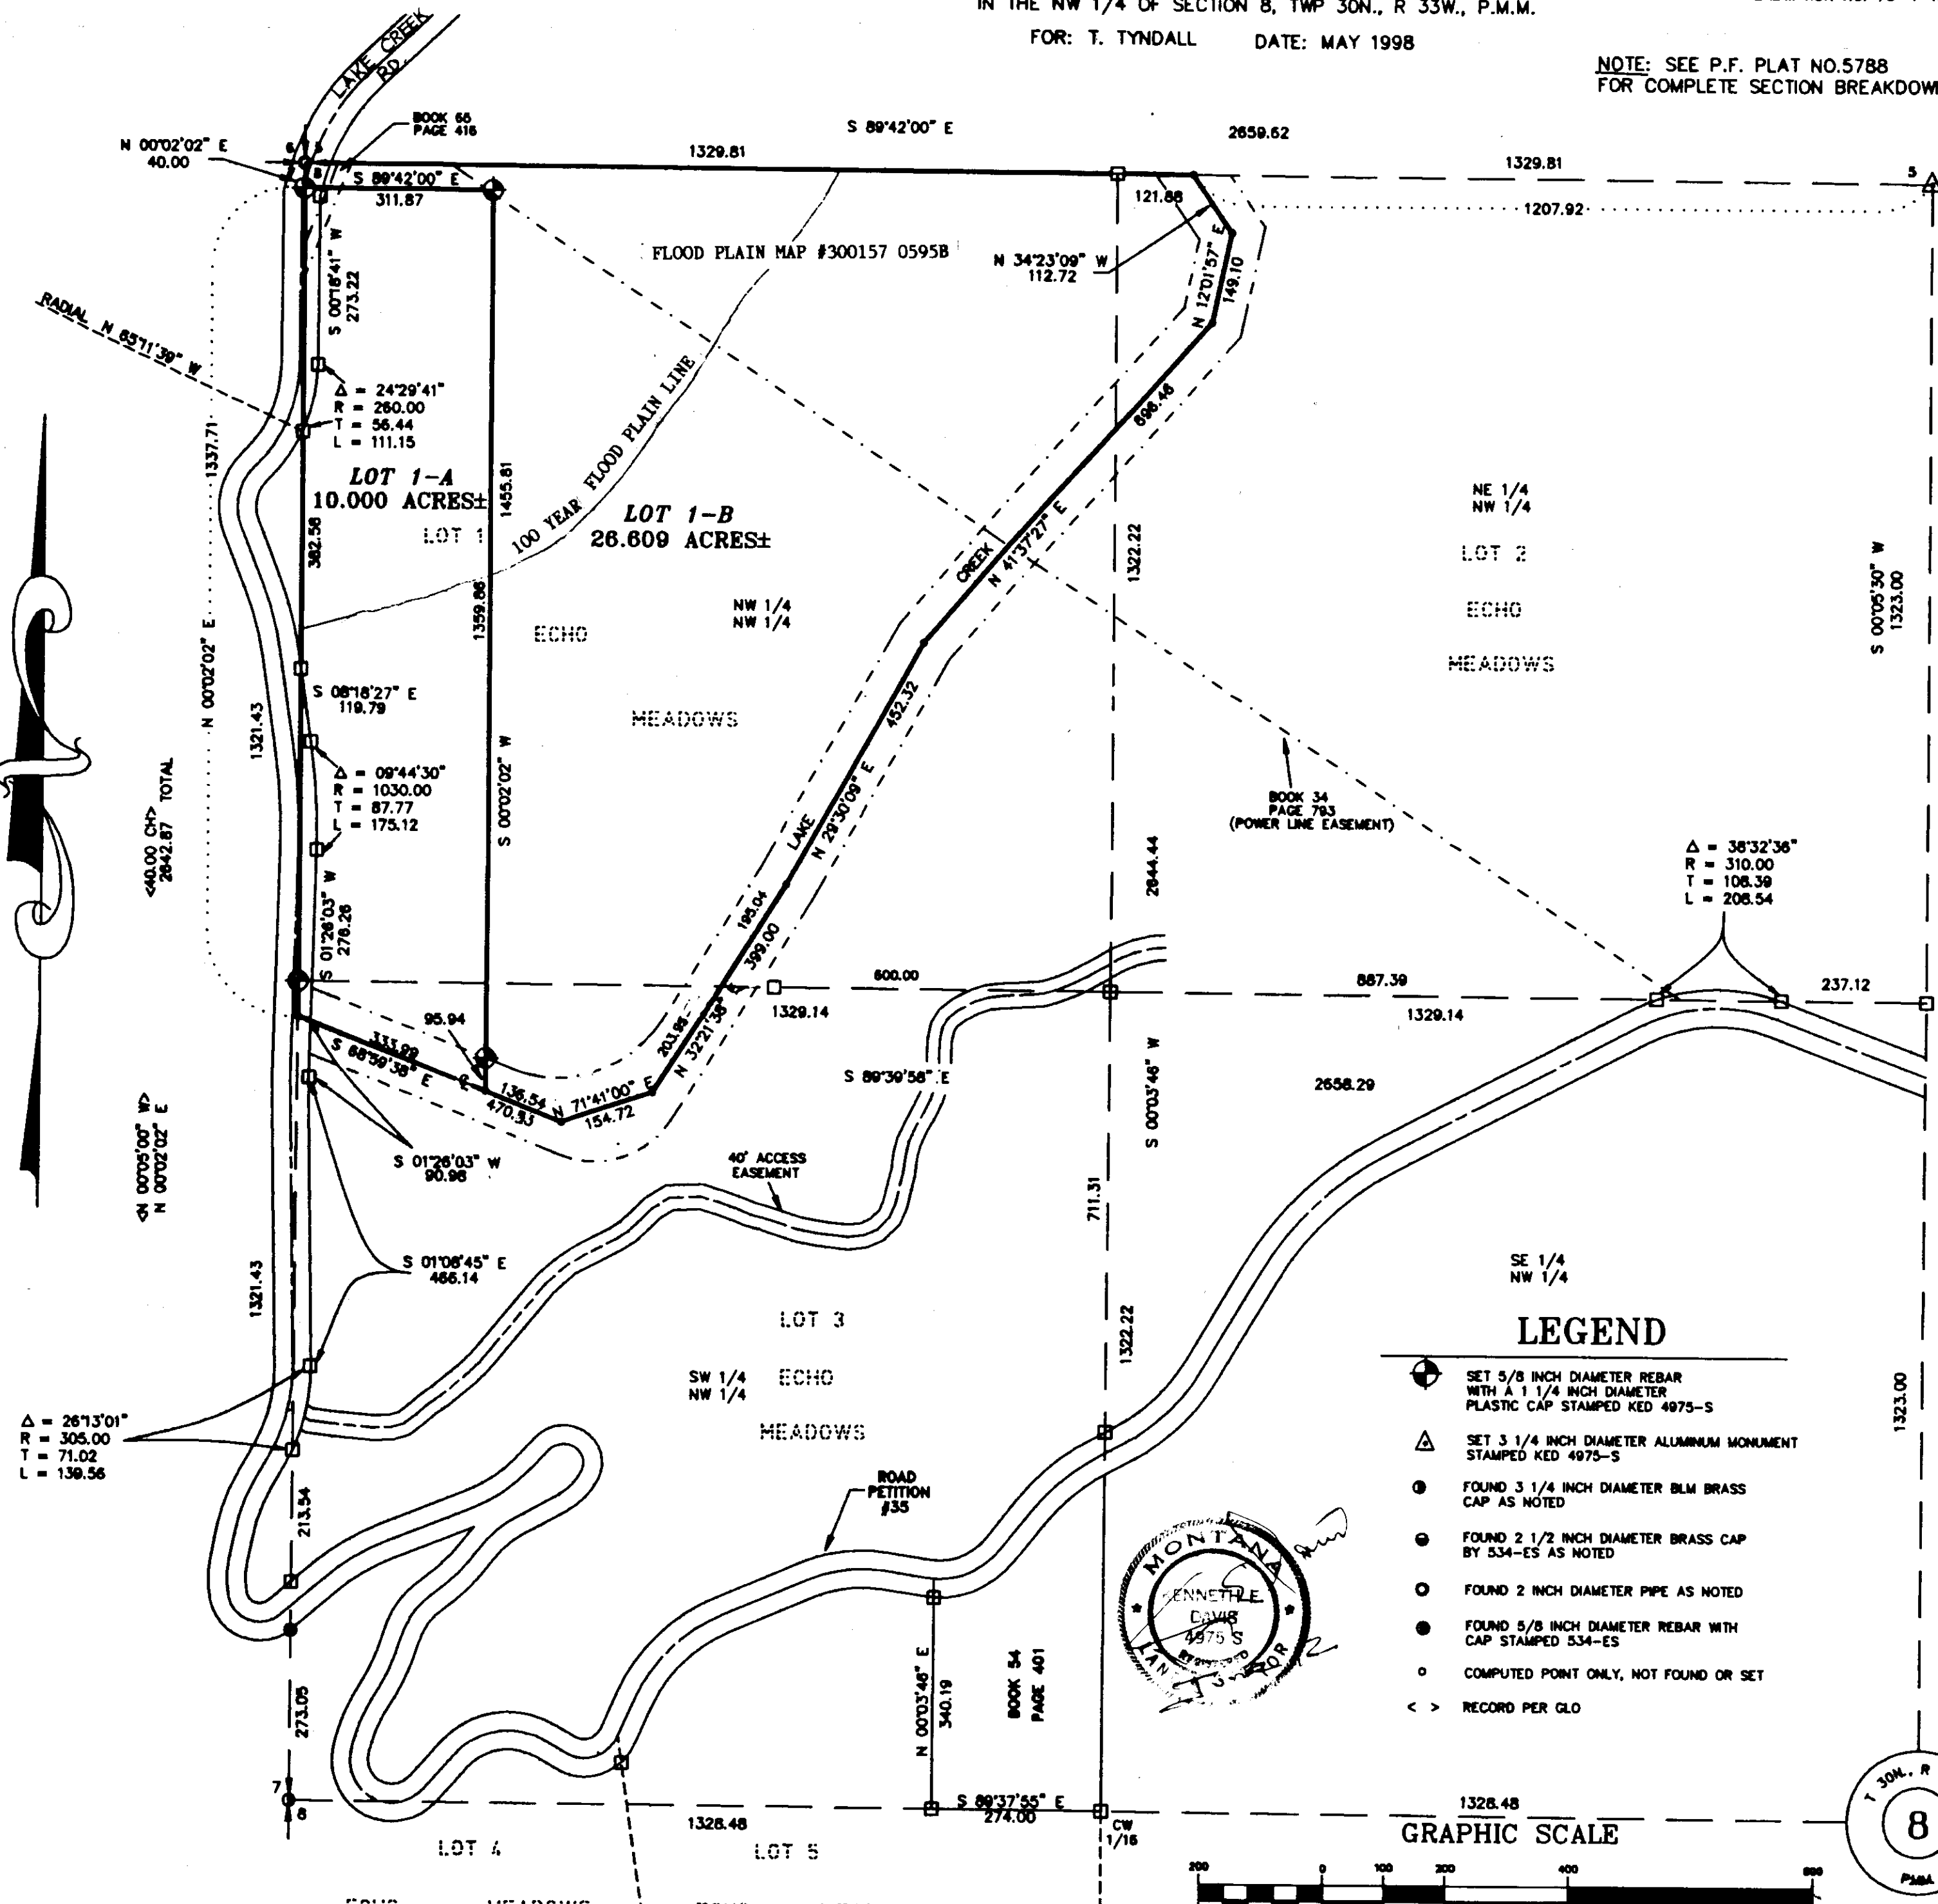 IN THE NW 1/4 OF SECTION 8, TWP 30N., R 33W., P.M.M.
FOR: T. TYNDALL DATE: MAY 1998
NOTE: SEE P.F. PLAT NO.5788
FOR COMPLETE SECTION BREAKDOWN
LAKE CREEK
RD.
BOOK 66
PAGE 416
N 00°02'02" E
40.00
6 5
8
S 89°42'00" E
2659.62
1329.81
1329.81
5
S 89°42'00" E
311.87
121.88
1207.92
FLOOD PLAIN MAP #300157 0595B
N 34°23'09" W
112.72
N 12°01'57" E
149.10
S 00°18'41" W
273.22
RADIAL N 85°11'39" W
Δ = 24°29'41"
R = 260.00
T = 56.44
L = 111.15
1337.71
N 00°02'02" E
LOT 1-A
10.000 ACRES±
LOT 1
382.58
1455.81
1359.86
100 YEAR FLOOD PLAIN LINE
LOT 1-B
26.609 ACRES±
696.46
CREEK
N 41°37'27" E
1322.22
NE 1/4
NW 1/4
LOT 2
ECHO
MEADOWS
S 00°05'30" W
1323.00
NW 1/4
NW 1/4
ECHO
MEADOWS
S 08°18'27" E
119.79
1321.43
Δ = 09°44'30"
R = 1030.00
T = 87.77
L = 175.12
<40.00 CH>
2642.87 TOTAL
S 00°02'02" W
452.32
LAKE
N 29°30'09" E
BOOK 34
PAGE 793
(POWER LINE EASEMENT)
2644.44
Δ = 38°32'36"
R = 310.00
T = 108.39
L = 208.54
S 01°26'03" W
276.26
195.04
399.00
600.00
1329.14
887.39
1329.14
237.12
95.94
333.99
S 68°59'38" E
136.54
470.53
N 71°41'00" E
154.72
203.95
N 32°21'38" E
S 89°39'58" E
S 00°03'46" W
2658.29
<N 00°05'00" W>
N 00°02'02" E
S 01°26'03" W
90.98
40' ACCESS
EASEMENT
711.31
S 01°08'45" E
466.14
1321.43
LOT 3
SW 1/4
NW 1/4
ECHO
MEADOWS
1322.22
SE 1/4
NW 1/4
LEGEND
SET 5/8 INCH DIAMETER REBAR
WITH A 1 1/4 INCH DIAMETER
PLASTIC CAP STAMPED KED 4975-S
SET 3 1/4 INCH DIAMETER ALUMINUM MONUMENT
STAMPED KED 4975-S
FOUND 3 1/4 INCH DIAMETER BLM BRASS
CAP AS NOTED
FOUND 2 1/2 INCH DIAMETER BRASS CAP
BY 534-ES AS NOTED
FOUND 2 INCH DIAMETER PIPE AS NOTED
FOUND 5/8 INCH DIAMETER REBAR WITH
CAP STAMPED 534-ES
COMPUTED POINT ONLY, NOT FOUND OR SET
< > RECORD PER GLO
1323.00
Δ = 26°13'01"
R = 305.00
T = 71.02
L = 139.56
213.54
ROAD
PETITION
#35
MONTANA
KENNETH E.
DAVIS
4975 S
REGISTERED
LAND SURVEYOR
N 00°03'46" E
340.19
BOOK 54
PAGE 401
273.05
7
8
S 89°37'55" E
274.00
1328.48
CW
1/16
1328.48
LOT 4
LOT 5
GRAPHIC SCALE
200 0 100 200 400 800
T 30N., R
8
PMM
ECHO MEADOWS